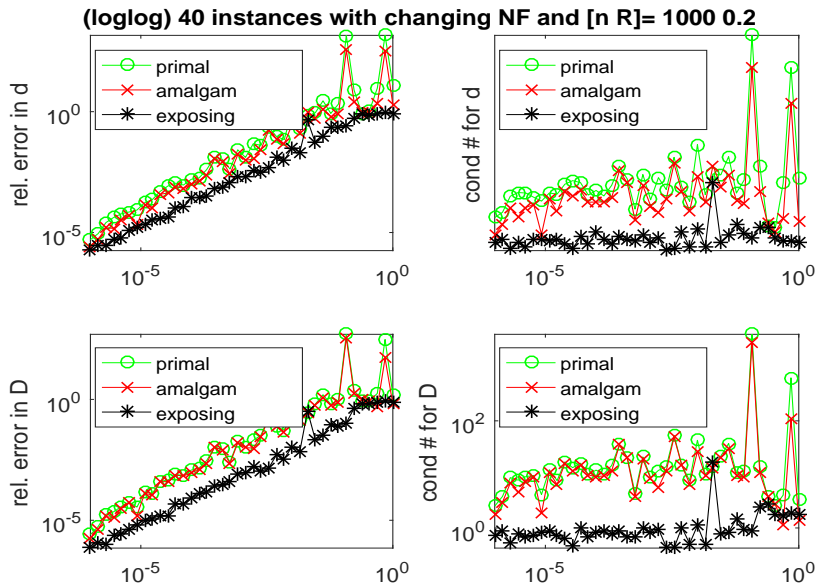 (loglog) 40 instances with changing NF and [n R]= 1000 0.2
rel. error in d
10^0
10^-5
primal
amalgam
exposing
10^-5
10^0
cond # for d
primal
amalgam
exposing
10^-5
10^0
rel. error in D
10^0
10^-5
primal
amalgam
exposing
10^-5
10^0
cond # for D
10^2
10^0
primal
amalgam
exposing
10^-5
10^0